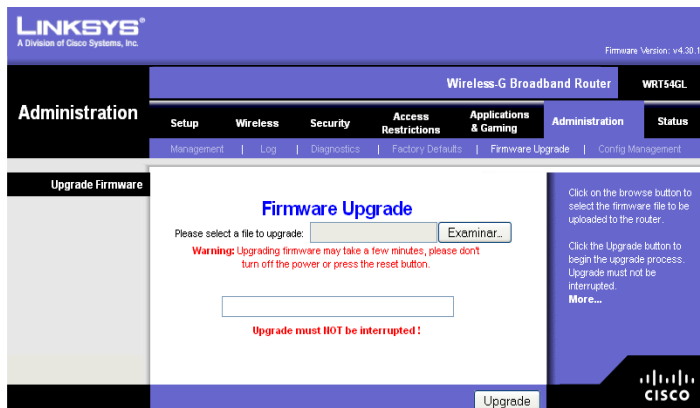 LINKSYS®
A Division of Cisco Systems, Inc.
Firmware Version: v4.30.1
Wireless-G Broadband Router WRT54GL
Administration
Setup Wireless Security Access Restrictions Applications & Gaming Administration Status
Management | Log | Diagnostics | Factory Defaults | Firmware Upgrade | Config Management
Upgrade Firmware
Firmware Upgrade
Please select a file to upgrade: Examinar...
Warning: Upgrading firmware may take a few minutes, please don't
turn off the power or press the reset button.
Upgrade must NOT be interrupted !
Click on the browse button to
select the firmware file to be
uploaded to the router.
Click the Upgrade button to
begin the upgrade process.
Upgrade must not be
interrupted.
More...
Upgrade
CISCO